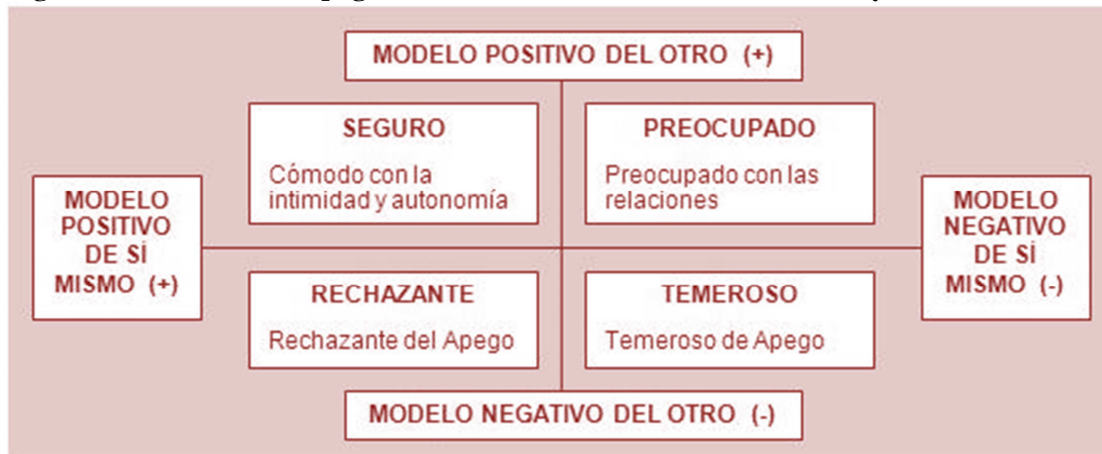 MODELO POSITIVO DEL OTRO (+)
SEGURO
Cómodo con la
intimidad y autonomía
PREOCUPADO
Preocupado con las
relaciones
MODELO
POSITIVO
DE SÍ
MISMO (+)
MODELO
NEGATIVO
DE SÍ
MISMO (-)
RECHAZANTE
Rechazante del Apego
TEMEROSO
Temeroso de Apego
MODELO NEGATIVO DEL OTRO (-)